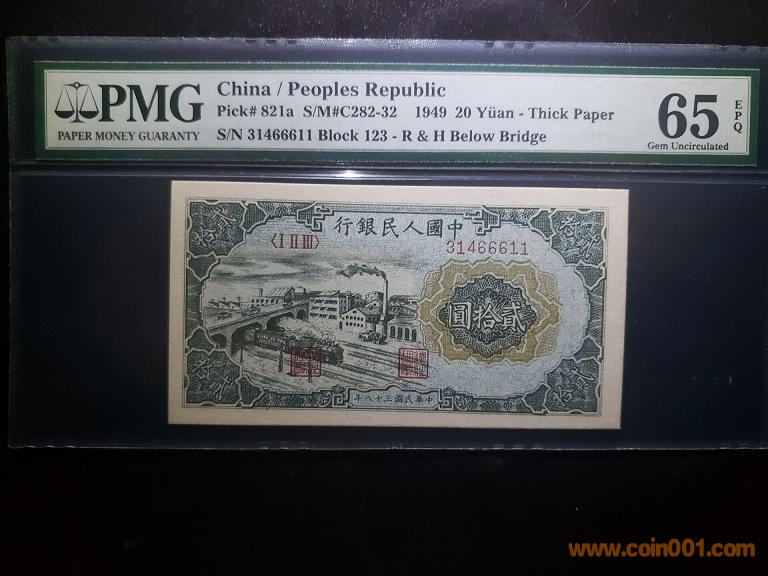 PMG
PAPER MONEY GUARANTY
China / Peoples Republic
Pick# 821a S/M#C282-32 1949 20 Yüan - Thick Paper
S/N 31466611 Block 123 - R & H Below Bridge
65
EPQ
Gem Uncirculated
行銀民人國中
〈I II III〉
31466611
圓拾貳
年八十三國民華中
www.coin001.com